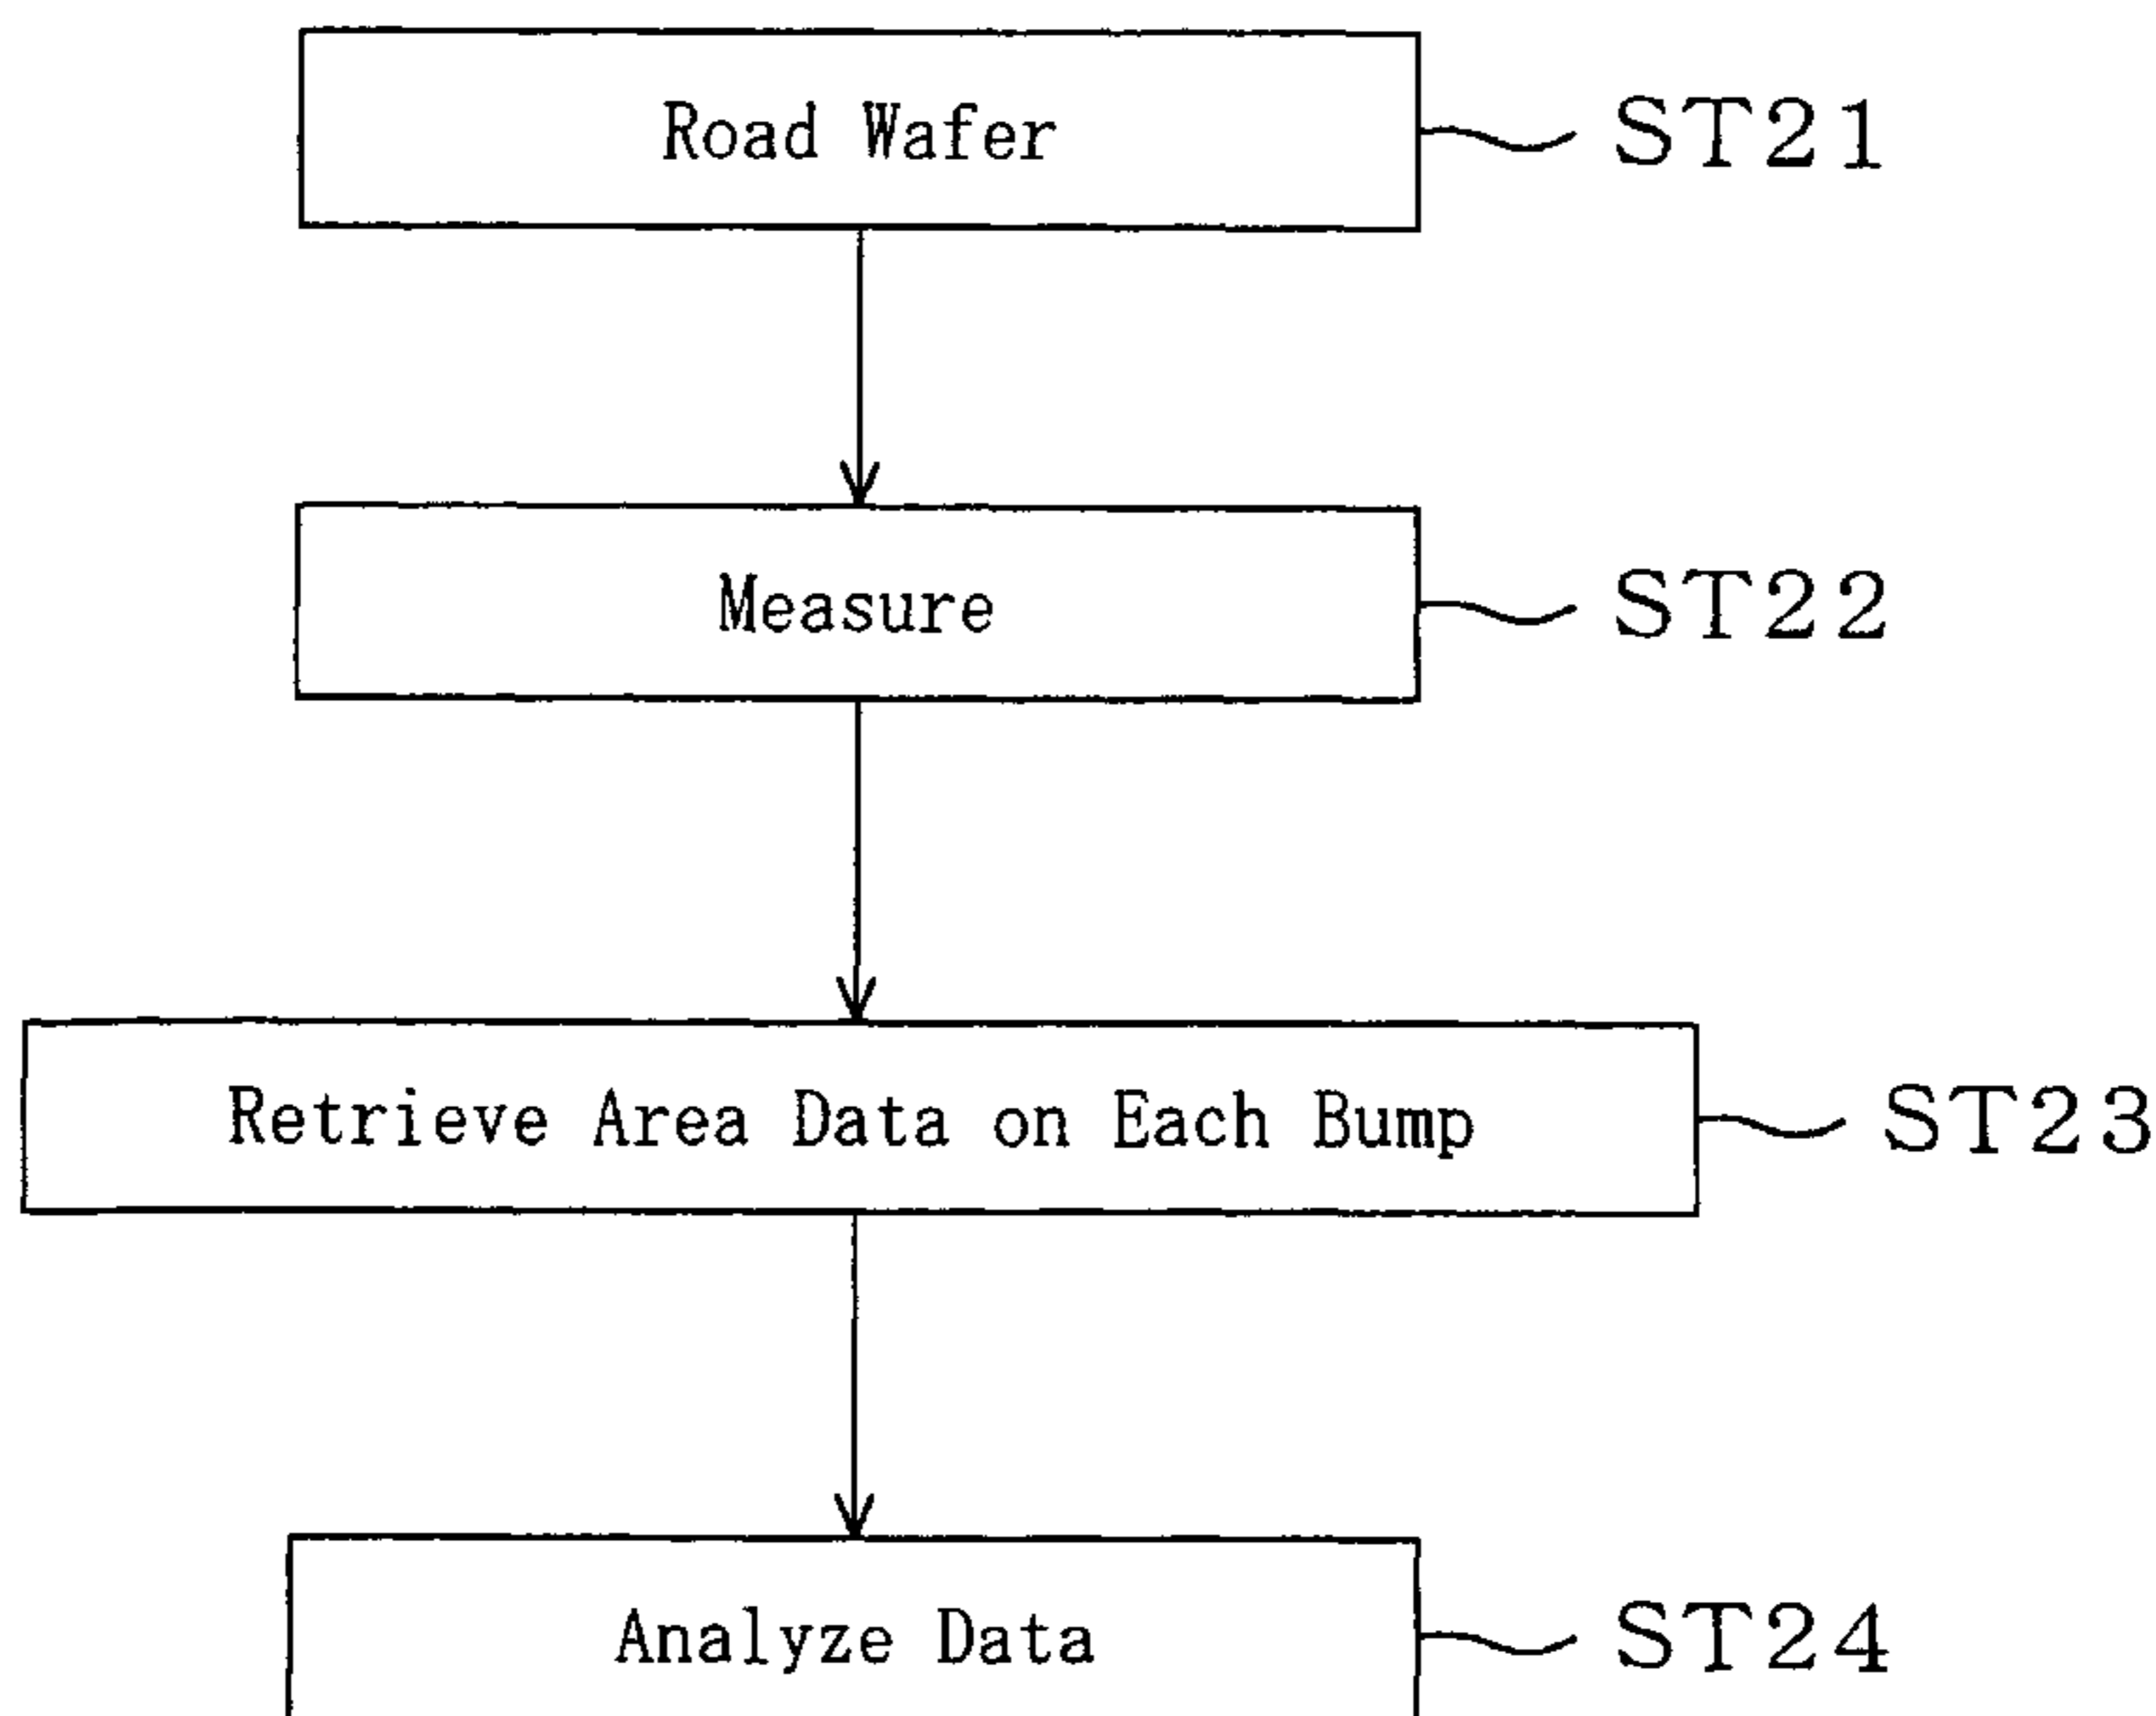 Road Wafer ST21
Measure ST22
Retrieve Area Data on Each Bump ST23
Analyze Data ST24